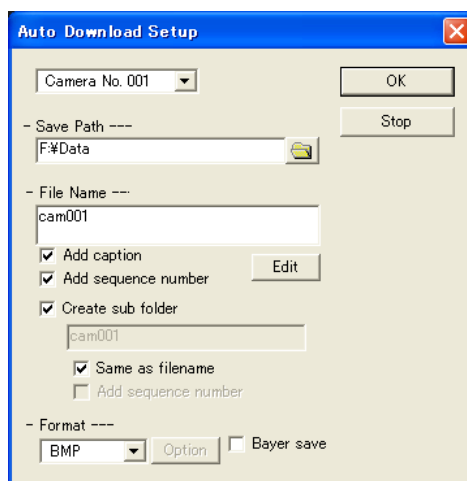 Auto Download Setup
Camera No. 001
OK
- Save Path ---
Stop
F:¥Data
- File Name ---
cam001
Add caption
Edit
Add sequence number
Create sub folder
cam001
Same as filename
Add sequence number
- Format ---
BMP
Option
Bayer save